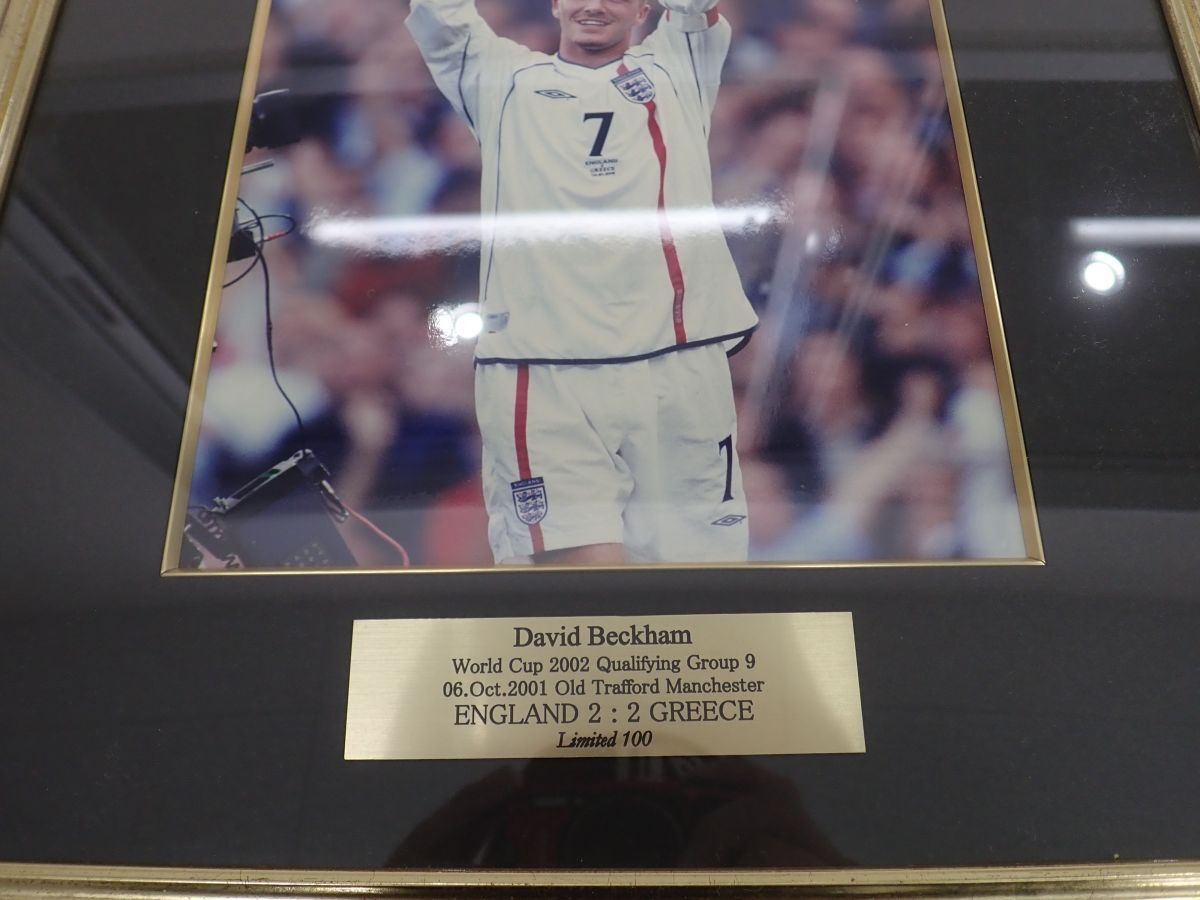 7
ENGLAND
GREECE
7
David Beckham
World Cup 2002 Qualifying Group 9
06.Oct.2001 Old Trafford Manchester
ENGLAND 2 : 2 GREECE
Limited 100